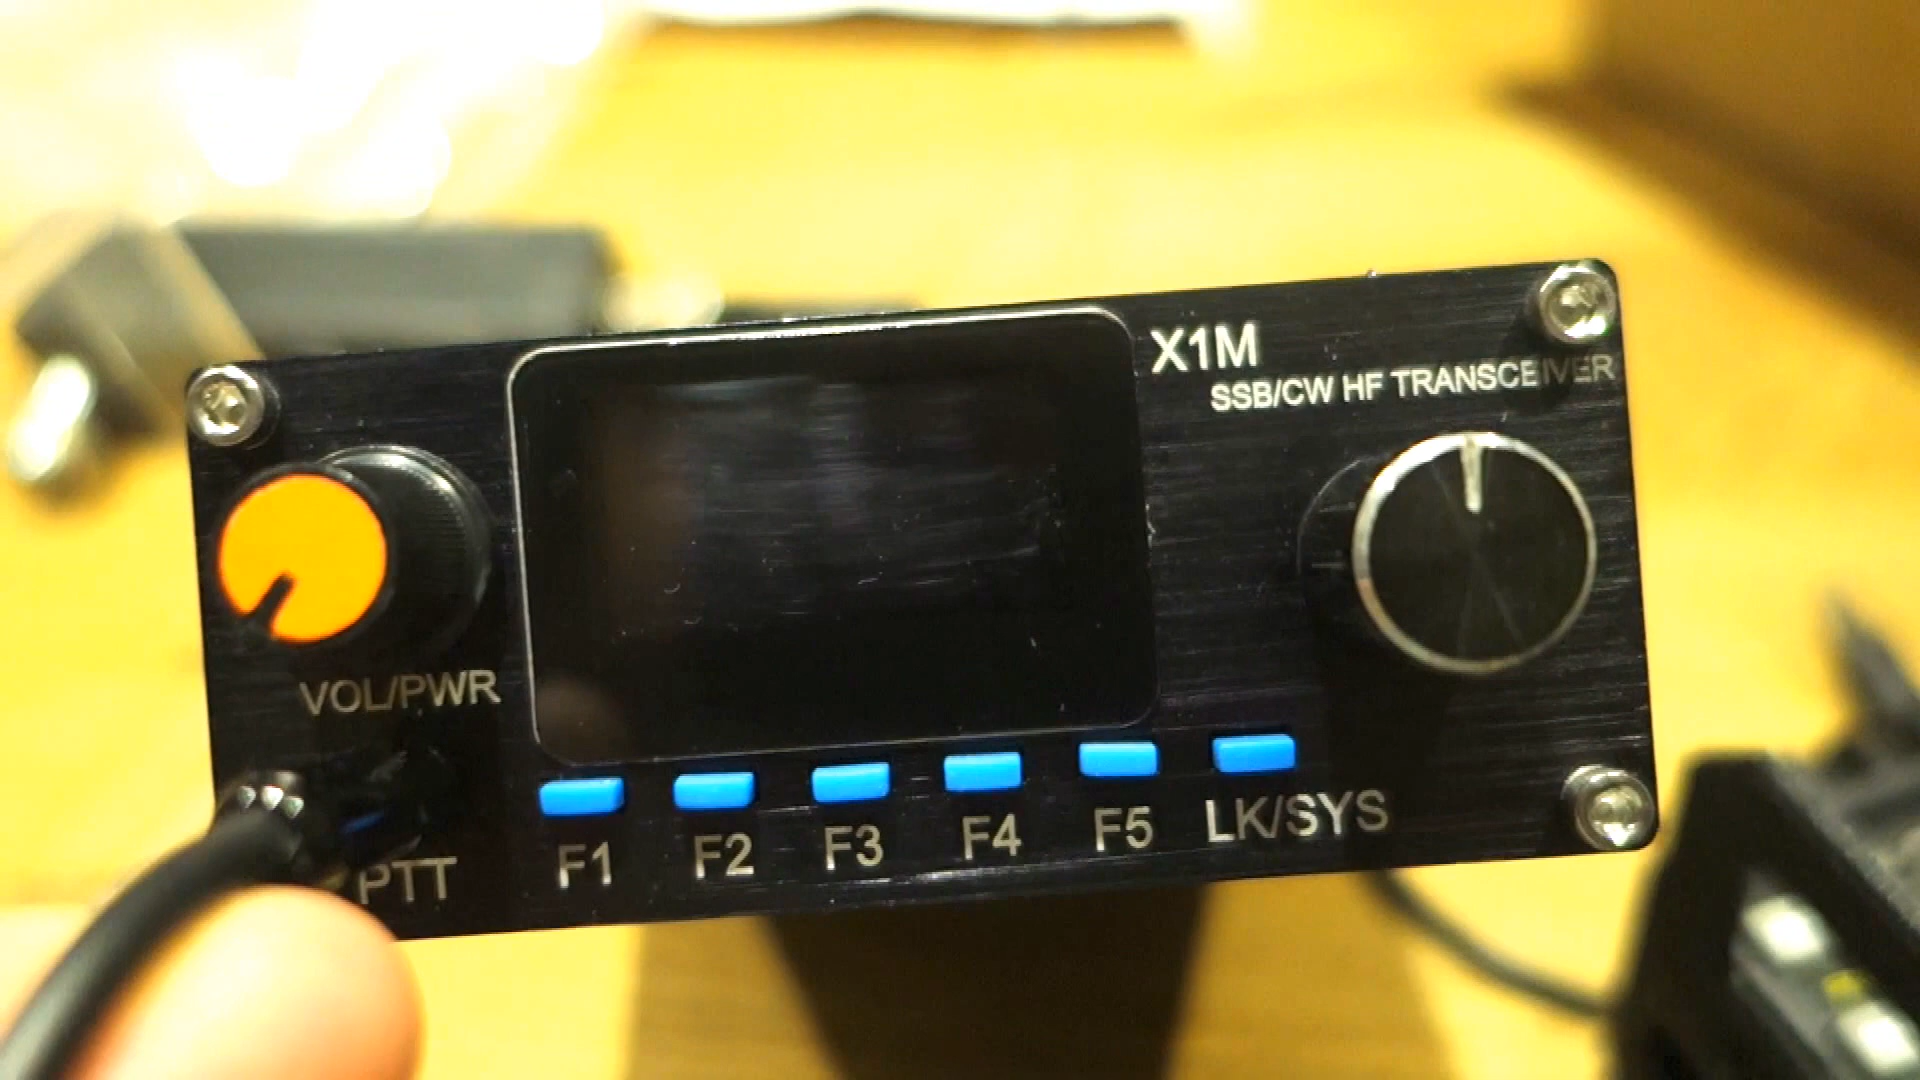 X1M
SSB/CW HF TRANSCEIVER
VOL/PWR
PTT
F1
F2
F3
F4
F5
LK/SYS